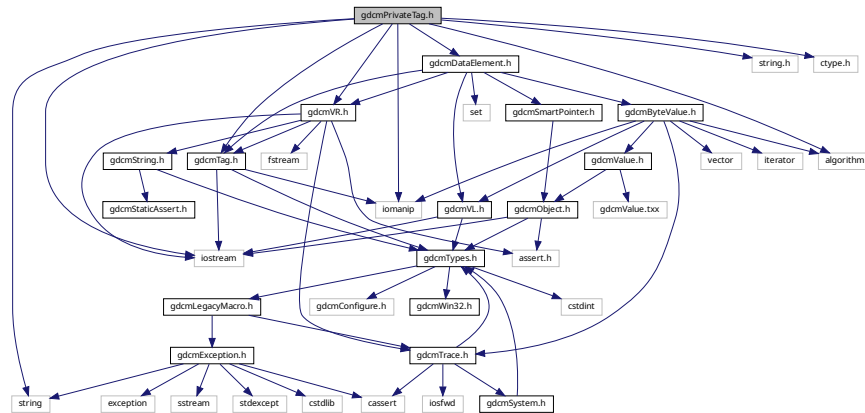 gdcmPrivateTag.h
gdcmDataElement.h
string.h
ctype.h
gdcmVR.h
set
gdcmSmartPointer.h
gdcmByteValue.h
gdcmString.h
gdcmTag.h
fstream
gdcmValue.h
vector
iterator
algorithm
gdcmStaticAssert.h
iomanip
gdcmVL.h
gdcmObject.h
gdcmValue.txx
iostream
gdcmTypes.h
assert.h
gdcmLegacyMacro.h
gdcmConfigure.h
gdcmWin32.h
cstdint
gdcmException.h
gdcmTrace.h
string
exception
sstream
stdexcept
cstdlib
cassert
iosfwd
gdcmSystem.h